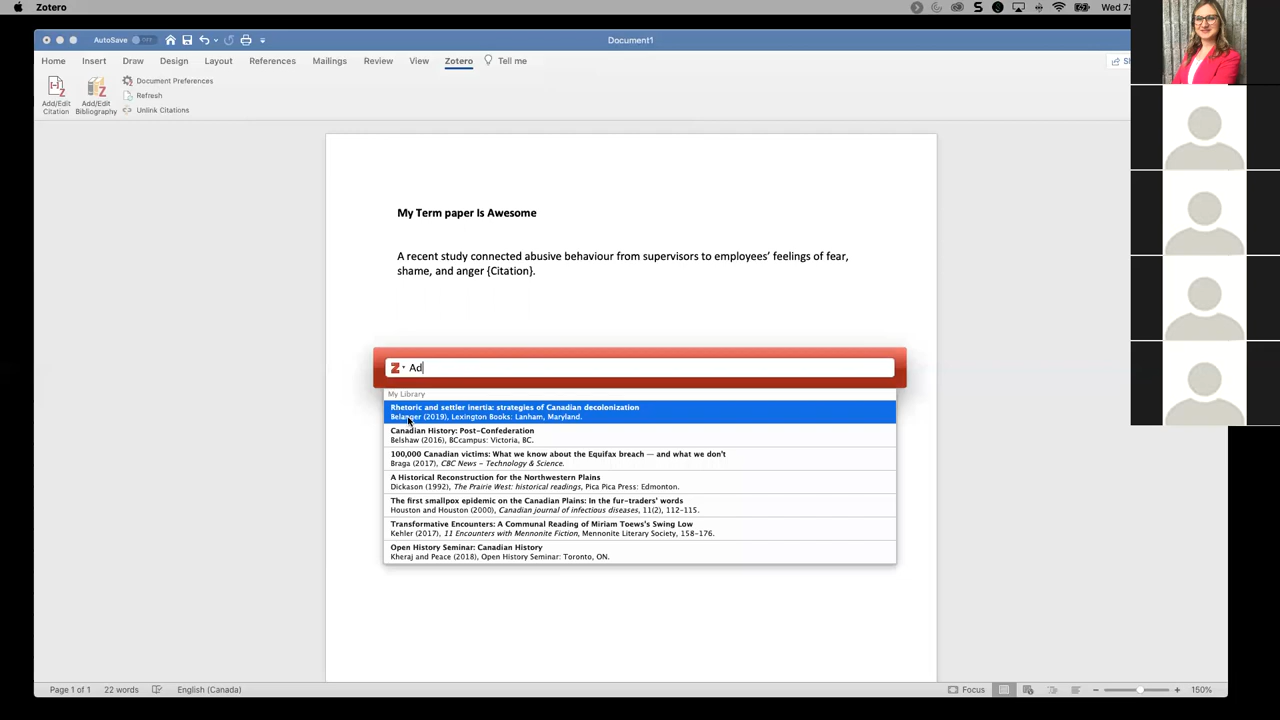 Zotero
Wed 7:
AutoSave
Document1
Home Insert Draw Design Layout References Mailings Review View Zotero Tell me
Add/Edit Citation
Add/Edit Bibliography
Document Preferences
Refresh
Unlink Citations
My Term paper Is Awesome
A recent study connected abusive behaviour from supervisors to employees' feelings of fear,
shame, and anger {Citation}.
Z Ad
My Library
Rhetoric and settler inertia: strategies of Canadian decolonization
Belanger (2019), Lexington Books: Lanham, Maryland.
Canadian History: Post-Confederation
Belshaw (2016), BCcampus: Victoria, BC.
100,000 Canadian victims: What we know about the Equifax breach — and what we don't
Braga (2017), CBC News - Technology & Science.
A Historical Reconstruction for the Northwestern Plains
Dickason (1992), The Prairie West: historical readings, Pica Pica Press: Edmonton.
The first smallpox epidemic on the Canadian Plains: In the fur-traders' words
Houston and Houston (2000), Canadian journal of infectious diseases, 11(2), 112-115.
Transformative Encounters: A Communal Reading of Miriam Toews's Swing Low
Kehler (2017), 11 Encounters with Mennonite Fiction, Mennonite Literary Society, 158-176.
Open History Seminar: Canadian History
Kheraj and Peace (2018), Open History Seminar: Toronto, ON.
Page 1 of 1 22 words English (Canada) Focus 150%